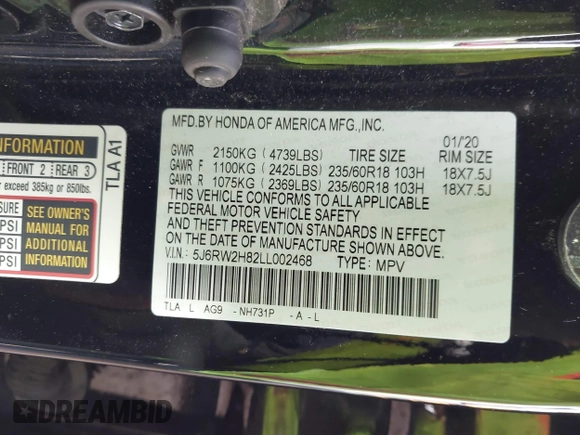 MFD.BY HONDA OF AMERICA MFG.,INC.
01/20
GVWR 2150KG (4739LBS) TIRE SIZE RIM SIZE
GAWR F 1100KG (2425LBS) 235/60R18 103H 18X7.5J
GAWR R 1075KG (2369LBS) 235/60R18 103H 18X7.5J
THIS VEHICLE CONFORMS TO ALL APPLICABLE
FEDERAL MOTOR VEHICLE SAFETY
AND THEFT PREVENTION STANDARDS IN EFFECT
ON THE DATE OF MANUFACTURE SHOWN ABOVE.
V.I.N.: 5J6RW2H82LL002468 TYPE: MPV
TLA L AG9 -NH731P -A-L
TLA A1
INFORMATION
FRONT 2 REAR 3
exceed 385kg or 850lbs.
SURE
PSI
PSI
PSI
SEE OWNER'S
MANUAL FOR
ADDITIONAL
INFORMATION
DREAMBID